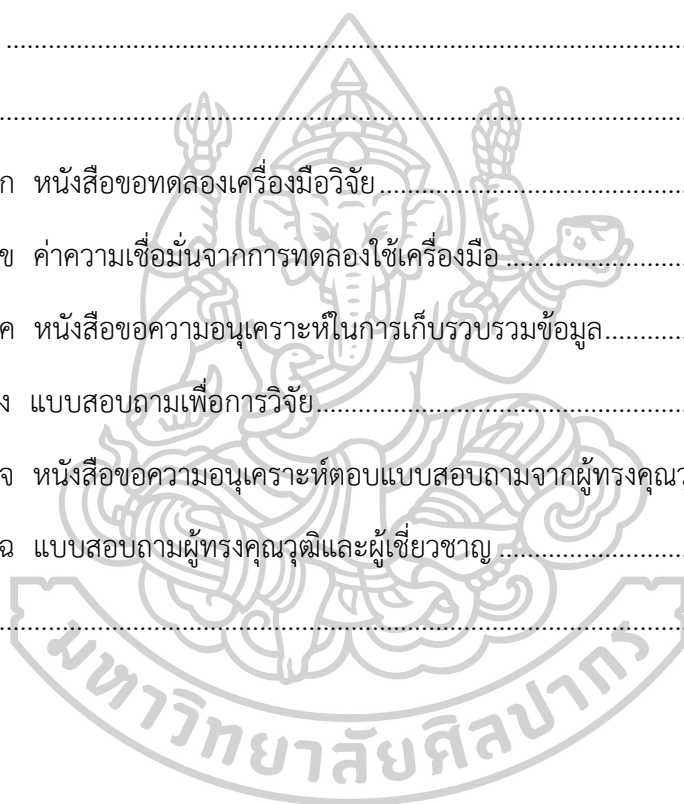 ................................................................................................
................................................................................................
ก หนังสือขอทดลองเครื่องมือวิจัย............................................
ข ค่าความเชื่อมั่นจากการทดลองใช้เครื่องมือ..........................
ค หนังสือขอความอนุเคราะห์ในการเก็บรวบรวมข้อมูล............
ง แบบสอบถามเพื่อการวิจัย.....................................................
จ หนังสือขอความอนุเคราะห์ตอบแบบสอบถามจากผู้ทรงคุณว
ฉ แบบสอบถามผู้ทรงคุณวุฒิและผู้เชี่ยวชาญ...........................
................................................................................................
มหาวิทยาลัยศิลปากร